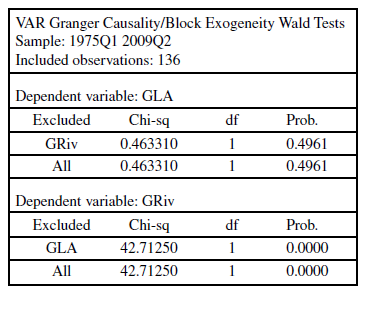 VAR Granger Causality/Block Exogeneity Wald Tests
Sample: 1975Q1 2009Q2
Included observations: 136
Dependent variable: GLA
Excluded Chi-sq df Prob.
GRiv 0.463310 1 0.4961
All 0.463310 1 0.4961
Dependent variable: GRiv
Excluded Chi-sq df Prob.
GLA 42.71250 1 0.0000
All 42.71250 1 0.0000